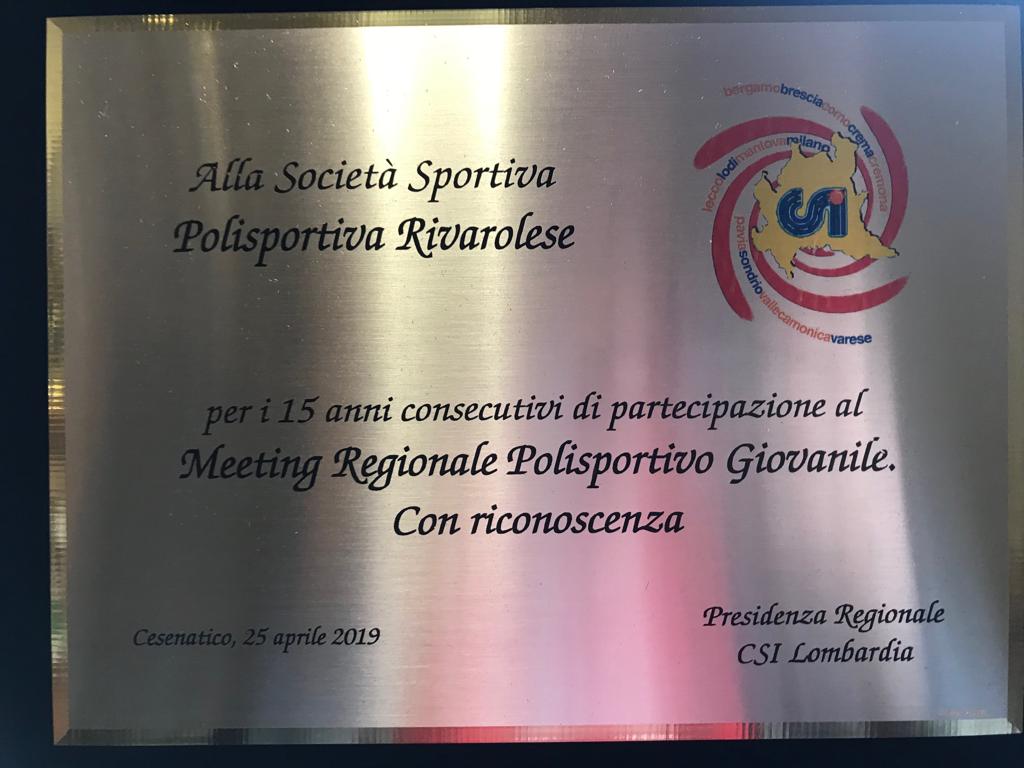 Alla Società Sportiva
Polisportiva Rivarolese
bergamobresciacomocremacremona
leccolodimantovamilano
paviasondriovallecamonicavarese
CSI
per i 15 anni consecutivi di partecipazione al
Meeting Regionale Polisportivo Giovanile.
Con riconoscenza
Cesenatico, 25 aprile 2019
Presidenza Regionale
CSI Lombardia